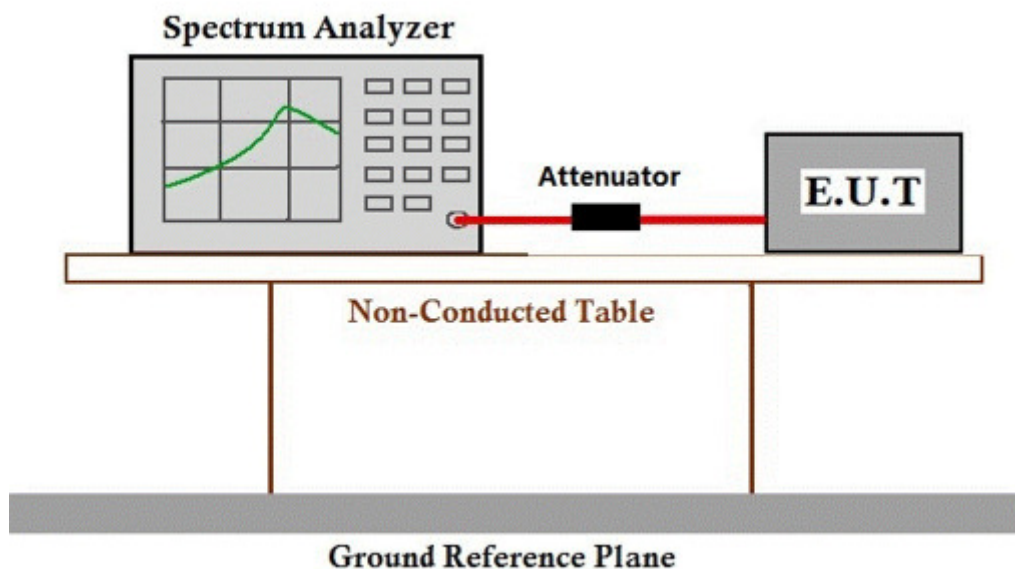 Spectrum Analyzer
Attenuator
E.U.T
Non-Conducted Table
Ground Reference Plane